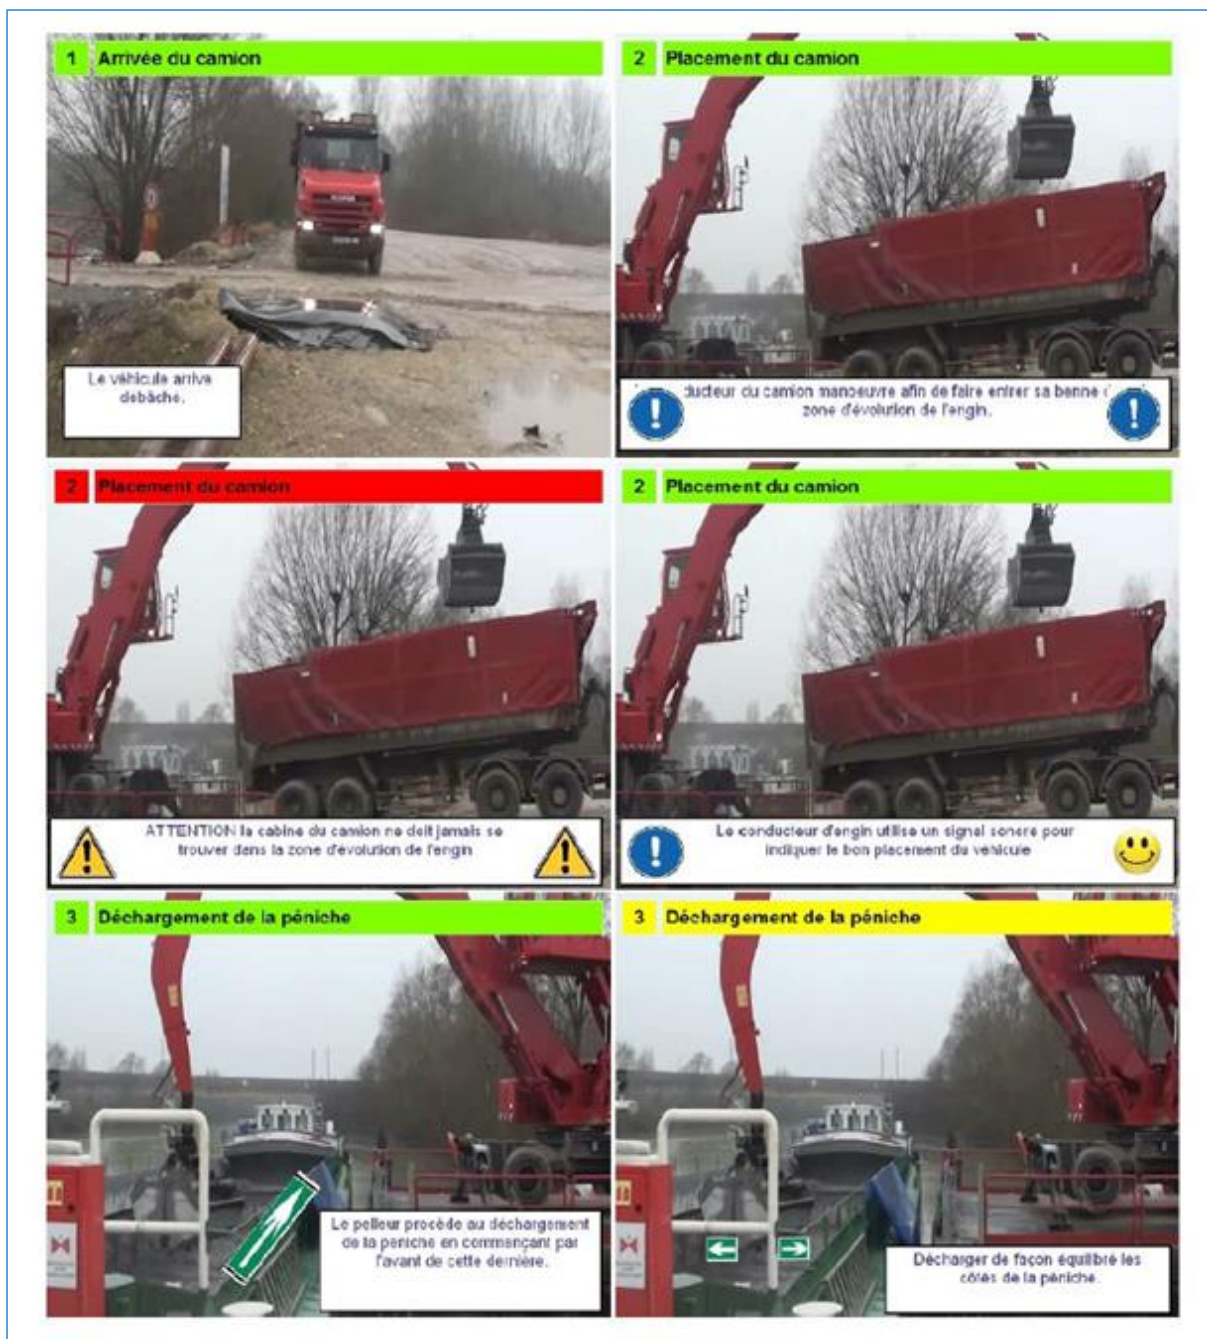 1 Arrivée du camion
Le véhicule arrive
debâche.
2 Placement du camion
ducteur du camion manoeuvre afin de faire entrer sa benne
zone d'évolution de l'engin.
2 Placement du camion
ATTENTION la cabine du camion ne doit jamais se
trouver dans la zone d'évolution de l'engin
2 Placement du camion
Le conducteur d'engin utilise un signal sonore pour
indiquer le bon placement du véhicule
3 Déchargement de la péniche
Le pelleur procède au déchargement
de la péniche en commençant par
l'avant de cette dernière.
3 Déchargement de la péniche
Décharger de façon équilibré les
côtés de la péniche.